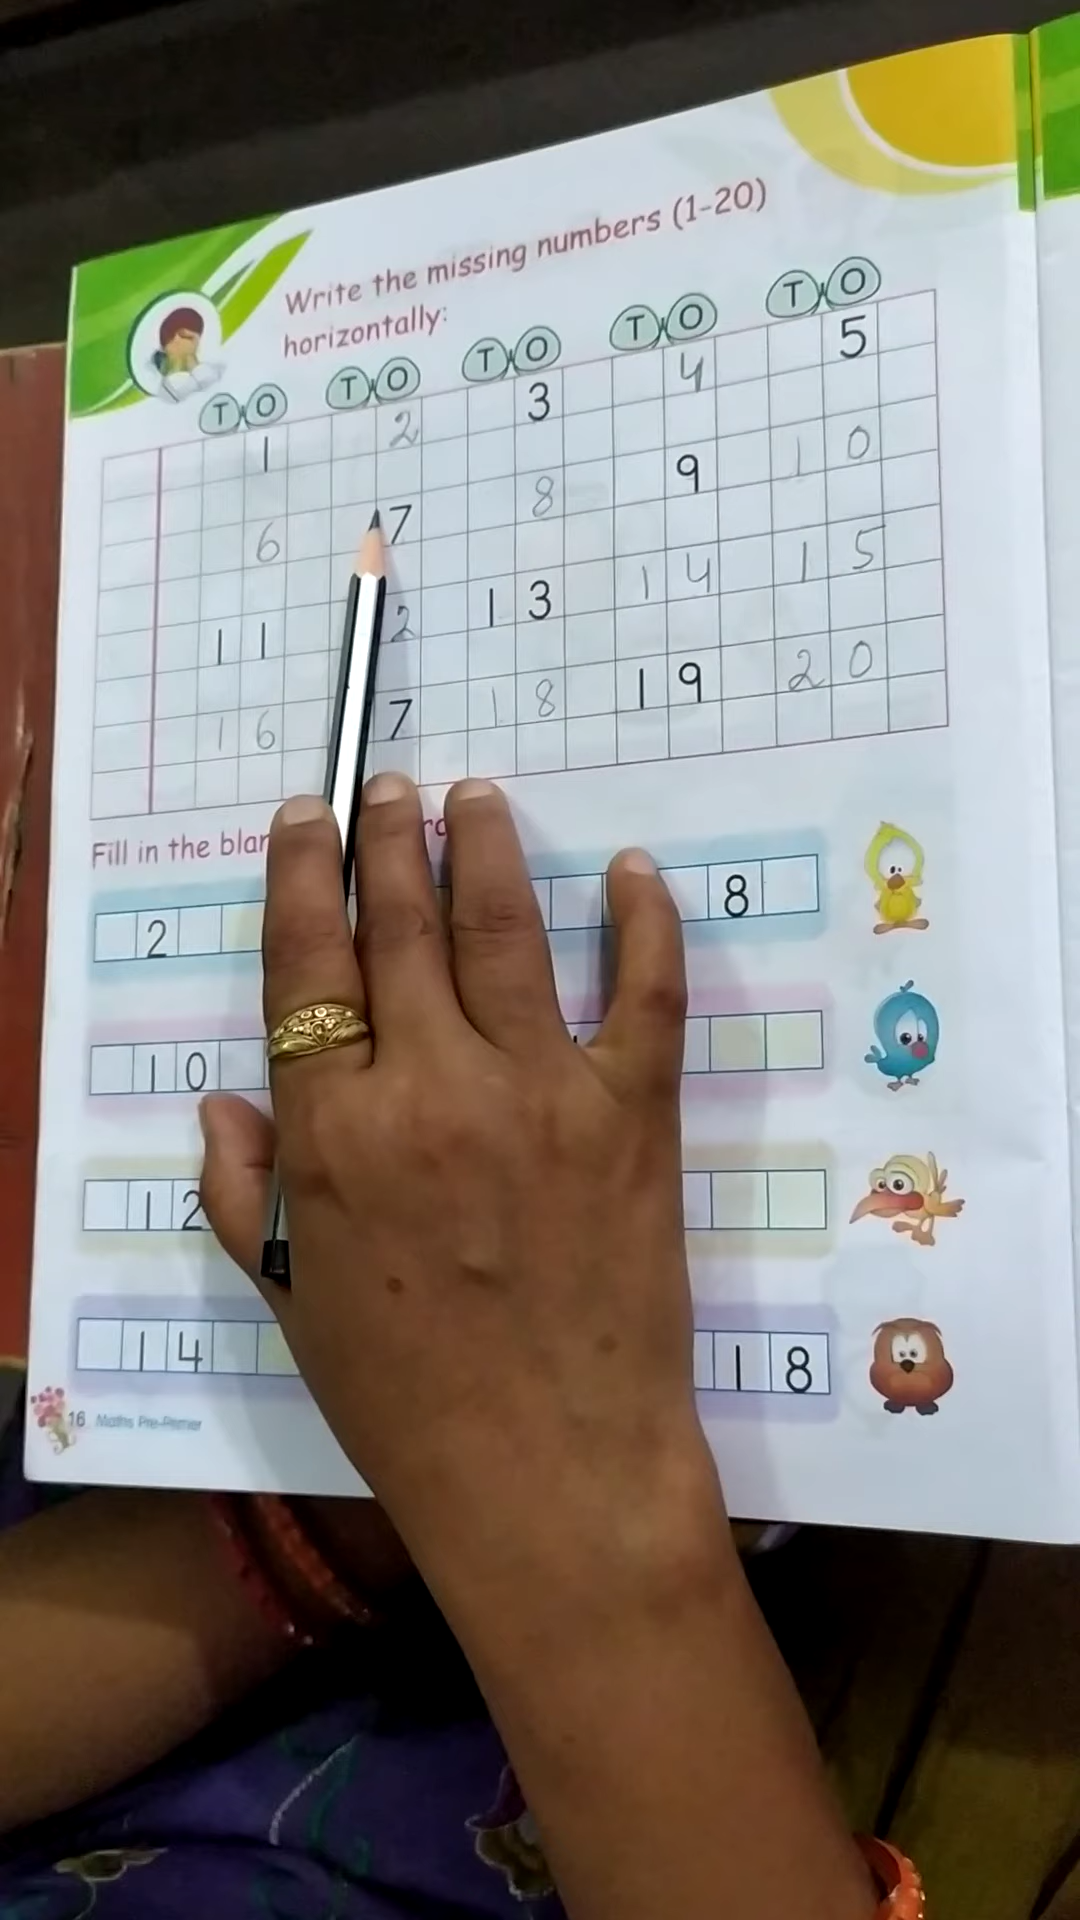 Write the missing numbers (1-20)
horizontally:
T O T O T O T O T O
1 2 3 4 5
6 7 8 9 10
11 2 13 14 15
16 7 18 19 20
Fill in the
2 8
10
12
14 18
16 Maths Pre-Primer